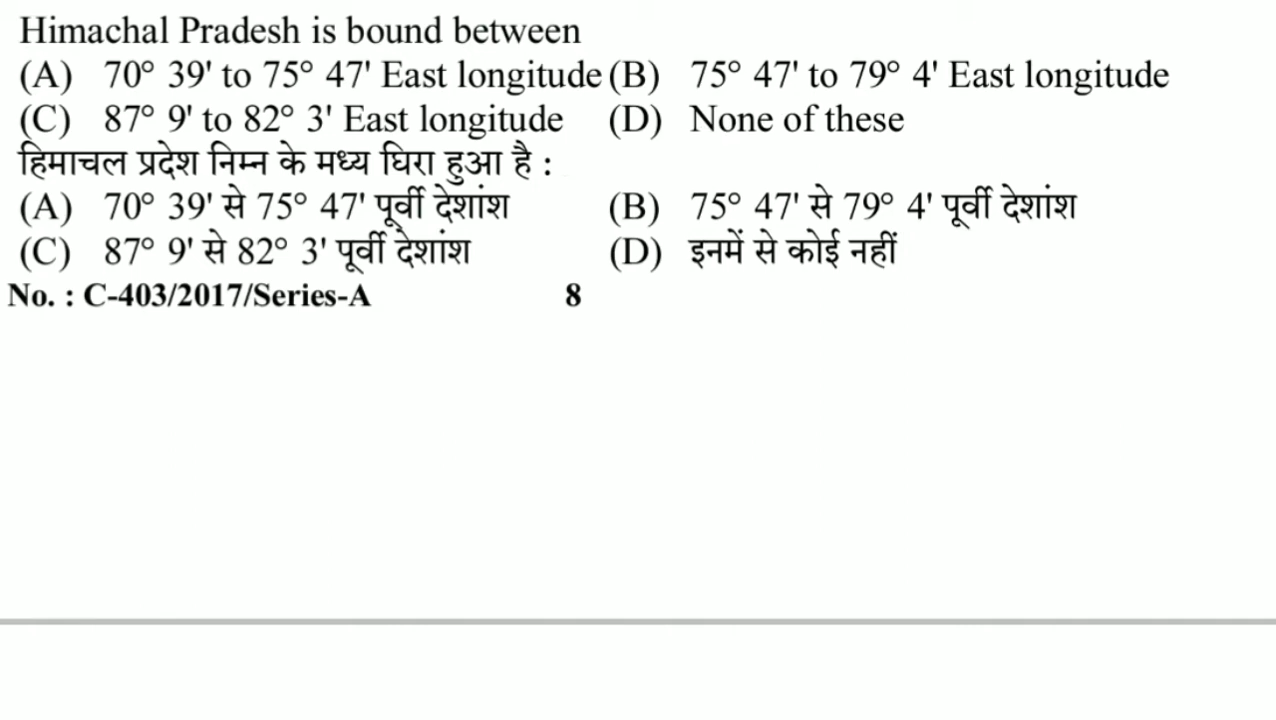 Himachal Pradesh is bound between
(A) 70° 39' to 75° 47' East longitude (B) 75° 47' to 79° 4' East longitude
(C) 87° 9' to 82° 3' East longitude (D) None of these
हिमाचल प्रदेश निम्न के मध्य घिरा हुआ है :
(A) 70° 39' से 75° 47' पूर्वी देशांश (B) 75° 47' से 79° 4' पूर्वी देशांश
(C) 87° 9' से 82° 3' पूर्वी देशांश (D) इनमें से कोई नहीं
No. : C-403/2017/Series-A 8